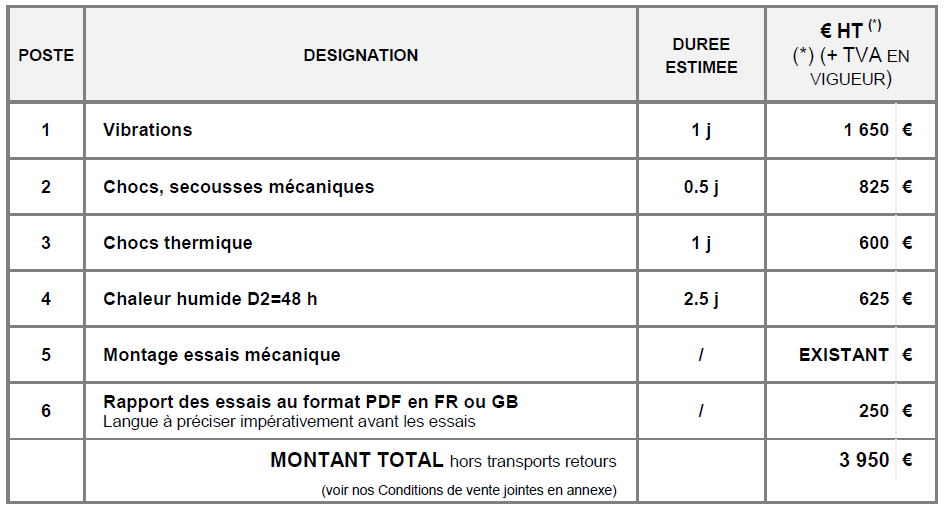 POSTE DESIGNATION DUREE ESTIMEE € HT (*)
(*) (+ TVA EN VIGUEUR)
1 Vibrations 1 j 1 650 €
2 Chocs, secousses mécaniques 0.5 j 825 €
3 Chocs thermique 1 j 600 €
4 Chaleur humide D2=48 h 2.5 j 625 €
5 Montage essais mécanique / EXISTANT €
6 Rapport des essais au format PDF en FR ou GB / 250 €
Langue à préciser impérativement avant les essais
MONTANT TOTAL hors transports retours 3 950 €
(voir nos Conditions de vente jointes en annexe)